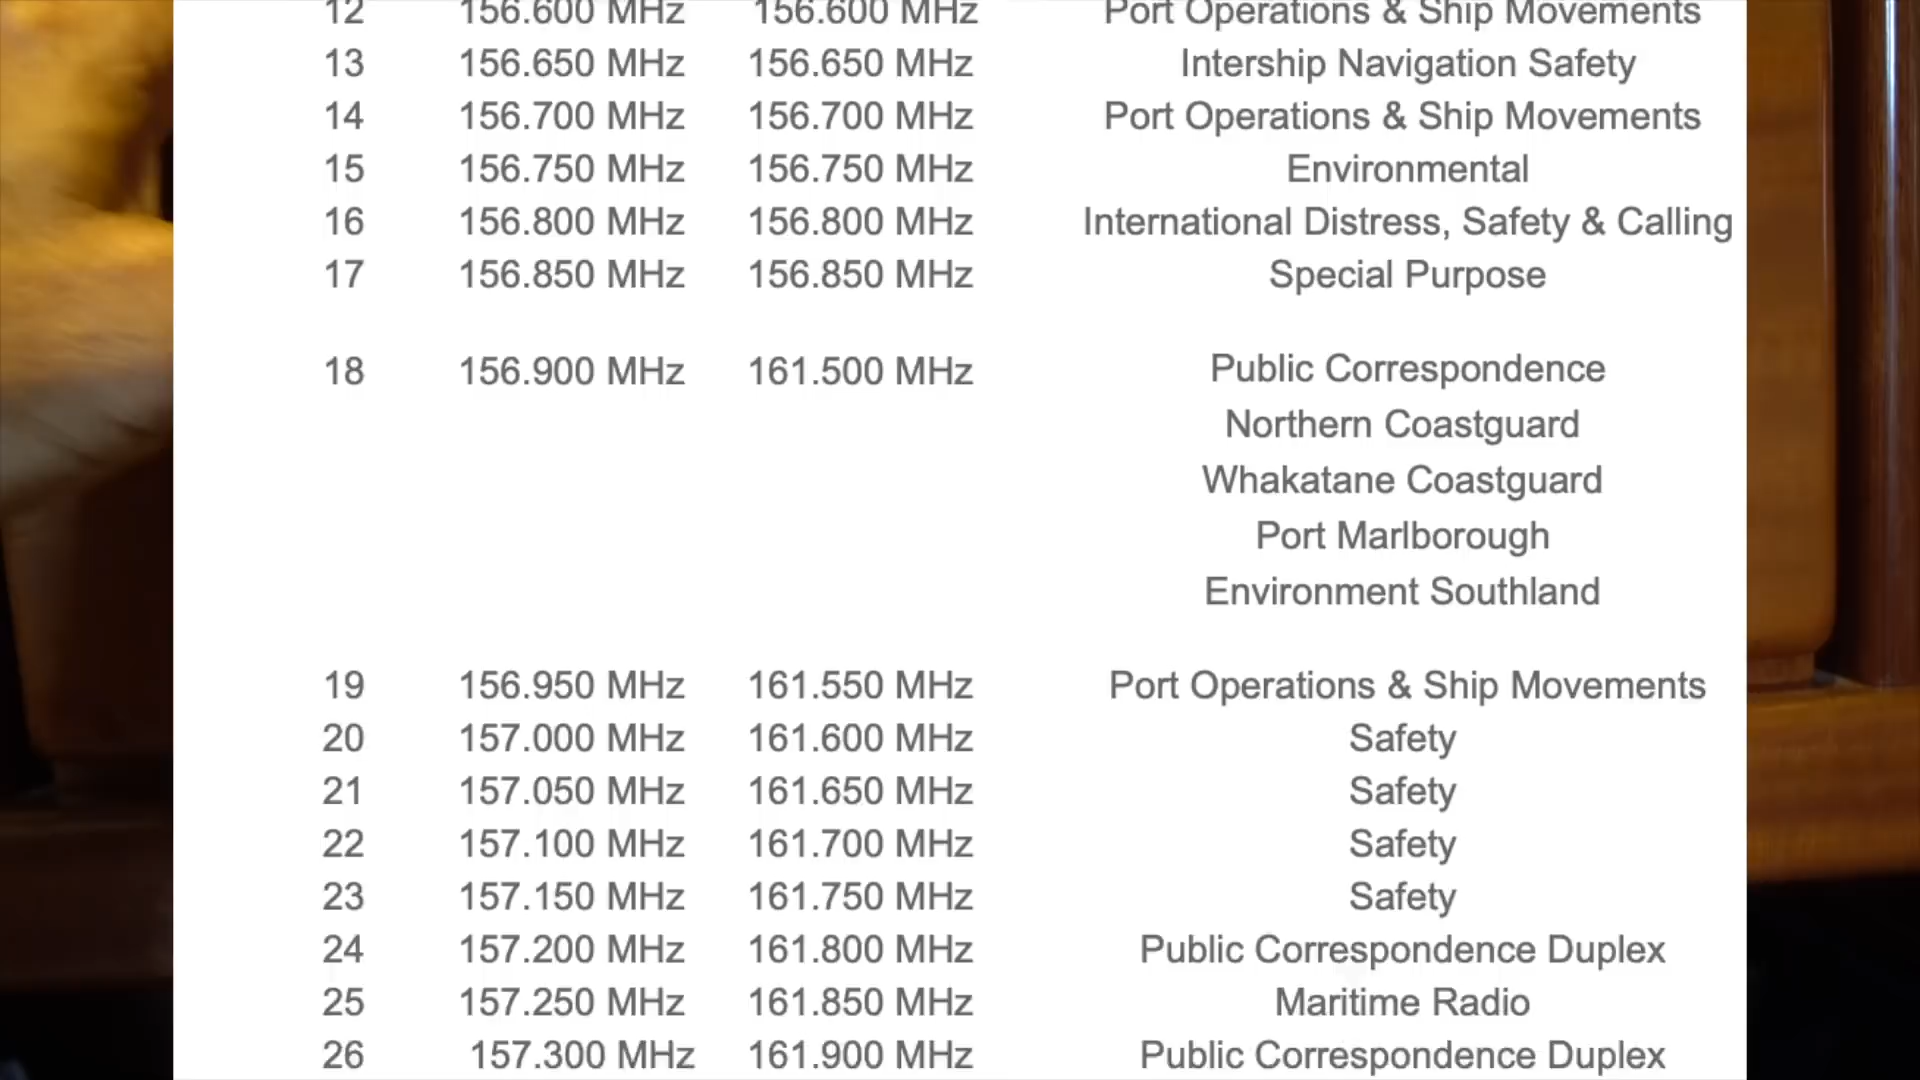 12 156.600 MHz 156.600 MHz Port Operations & Ship Movements
13 156.650 MHz 156.650 MHz Intership Navigation Safety
14 156.700 MHz 156.700 MHz Port Operations & Ship Movements
15 156.750 MHz 156.750 MHz Environmental
16 156.800 MHz 156.800 MHz International Distress, Safety & Calling
17 156.850 MHz 156.850 MHz Special Purpose
18 156.900 MHz 161.500 MHz Public Correspondence
Northern Coastguard
Whakatane Coastguard
Port Marlborough
Environment Southland
19 156.950 MHz 161.550 MHz Port Operations & Ship Movements
20 157.000 MHz 161.600 MHz Safety
21 157.050 MHz 161.650 MHz Safety
22 157.100 MHz 161.700 MHz Safety
23 157.150 MHz 161.750 MHz Safety
24 157.200 MHz 161.800 MHz Public Correspondence Duplex
25 157.250 MHz 161.850 MHz Maritime Radio
26 157.300 MHz 161.900 MHz Public Correspondence Duplex